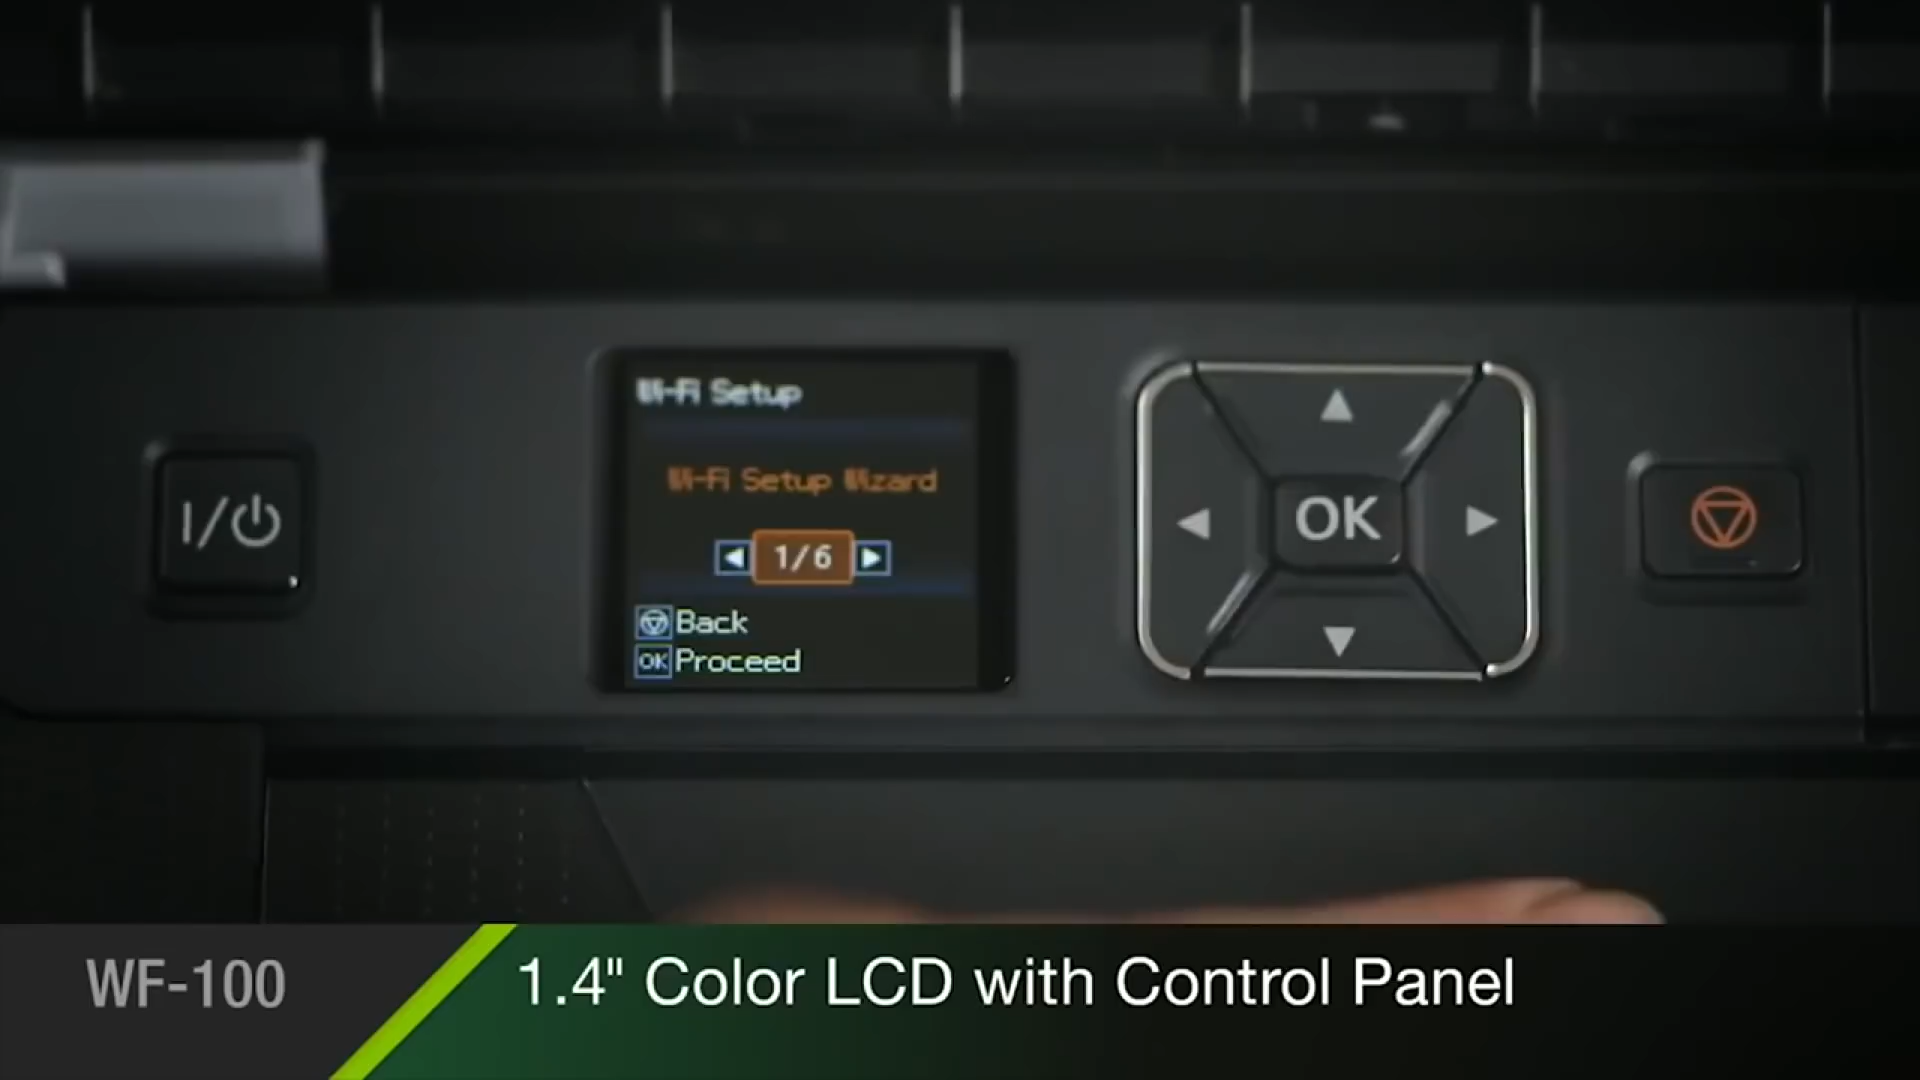 Wi-Fi Setup
Wi-Fi Setup Wizard
1/6
Back
OK Proceed
OK
WF-100
1.4" Color LCD with Control Panel